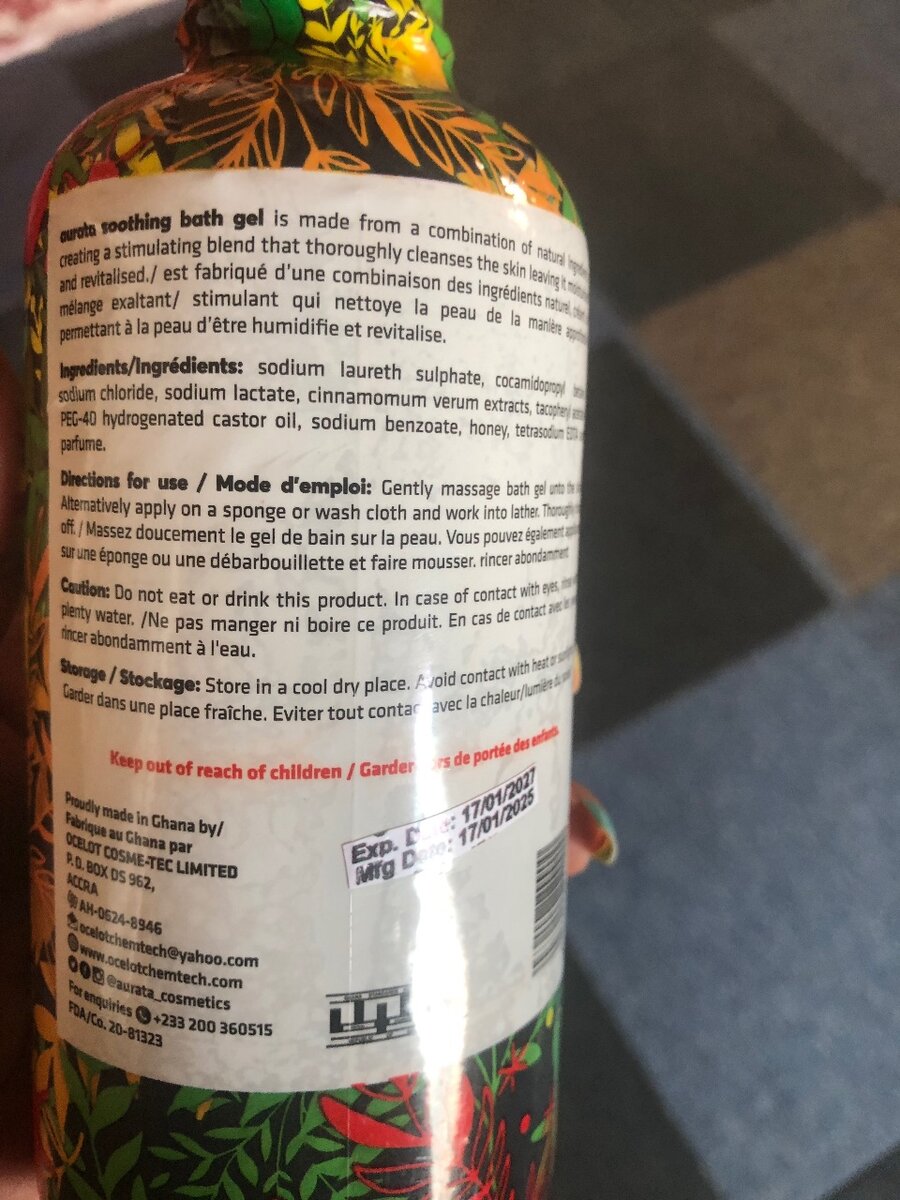 aurata soothing bath gel is made from a combination of natural
creating a stimulating blend that thoroughly cleanses the skin leaving it
and revitalised./ est fabriqué d'une combinaison des ingrédients naturel,
mélange exaltant/ stimulant qui nettoye la peau de la manière
permettant à la peau d'être humidifie et revitalise.
Ingredients/Ingrédients: sodium laureth sulphate, cocamidopropyl
sodium chloride, sodium lactate, cinnamomum verum extracts,
PEG-40 hydrogenated castor oil, sodium benzoate, honey, tetrasodium EDTA
parfume.
Directions for use / Mode d'emploi: Gently massage bath gel unto the
Alternatively apply on a sponge or wash cloth and work into lather.
off. / Massez doucement le gel de bain sur la peau. Vous pouvez également
sur une éponge ou une débarbouillette et faire mousser. rincer abondamment
Caution: Do not eat or drink this product. In case of contact with eyes,
plenty water. /Ne pas manger ni boire ce produit. En cas de contact avec
rincer abondamment à l'eau.
Storage / Stockage: Store in a cool dry place. Avoid contact with heat or
Garder dans une place fraîche. Eviter tout contact avec la chaleur/lumière du
Keep out of reach of children / Garder de portée des enfants.
Exp. Date: 17/01/2027
Mfg Date: 17/01/2025
Proudly made in Ghana by/
Fabrique au Ghana par
OCELOT COSME-TEC LIMITED
P.O. BOX DS 962,
ACCRA
AH-0624-8946
ocelotchemtech@yahoo.com
www.ocelotchemtech.com
@aurata_cosmetics
For enquiries +233 200 360515
FDA/Co. 20-81323